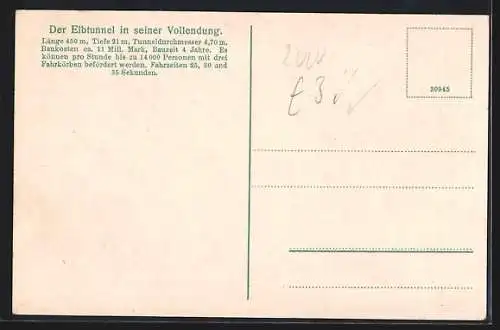 Der Elbtunnel in seiner Vollendung.
Länge 450 m, Tiefe 21 m, Tunneldurchmesser 4,70 m,
Baukosten ca. 11 Mill. Mark, Bauzeit 4 Jahre. Es
können pro Stunde bis zu 14000 Personen mit drei
Fahrkörben befördert werden. Fahrzeiten 25, 30 and
35 Sekunden.
20945